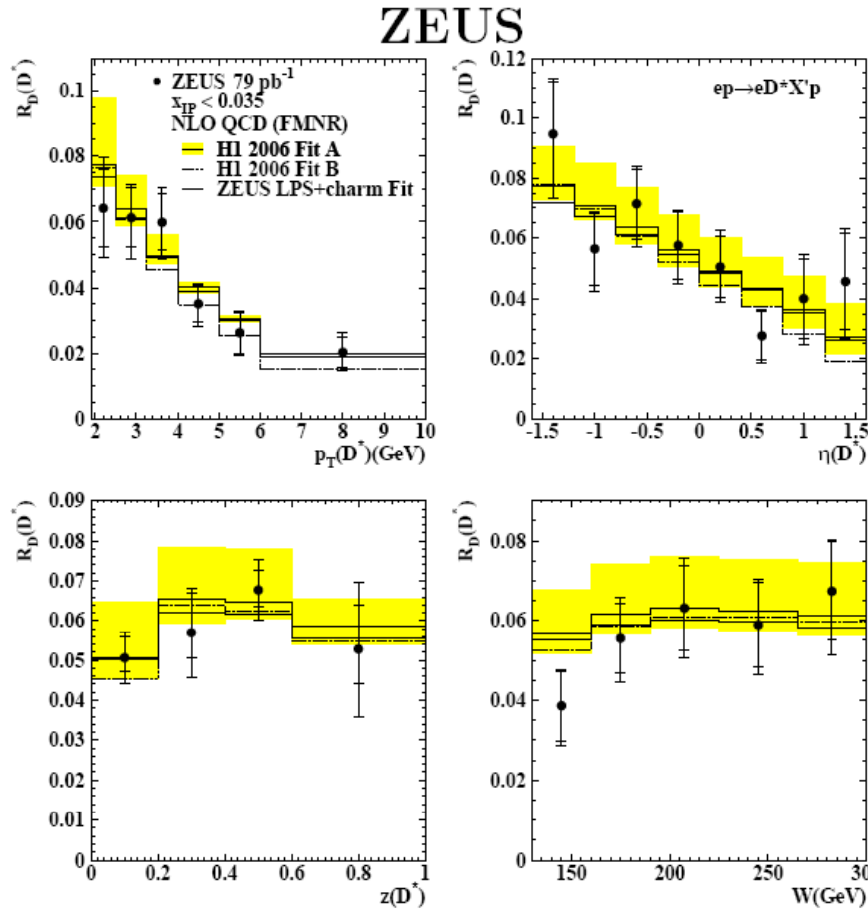 ZEUS
R_D(D*)
0.1
0.08
0.06
0.04
0.02
0
● ZEUS 79 pb⁻¹
x_IP < 0.035
NLO QCD (FMNR)
H1 2006 Fit A
H1 2006 Fit B
ZEUS LPS+charm Fit
2 3 4 5 6 7 8 9 10
p_T(D*)(GeV)
R_D(D*)
0.12
0.1
0.08
0.06
0.04
0.02
0
ep→eD*X'p
-1.5 -1 -0.5 0 0.5 1 1.5
η(D*)
R_D(D*)
0.09
0.08
0.07
0.06
0.05
0.04
0.03
0.02
0.01
0
0 0.2 0.4 0.6 0.8 1
z(D*)
R_D(D*)
0.08
0.06
0.04
0.02
0
150 200 250 30
W(GeV)